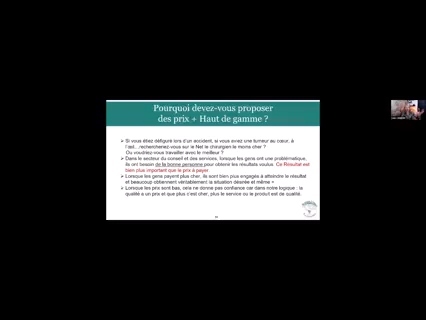 Pourquoi devez-vous proposer
des prix + Haut de gamme ?
Si vous étiez défiguré lors d'un accident, si vous aviez une tumeur au cœur, à
l'œil,...rechercheriez-vous sur le Net le chirurgien le moins cher ?
Ou voudriez-vous travailler avec le meilleur ?
Dans le secteur du conseil et des services, lorsque les gens ont une problématique,
ils ont besoin de la bonne personne pour obtenir les résultats voulus. Ce Résultat est
bien plus important que le prix à payer.
Lorsque les gens payent plus cher, ils sont bien plus engagés à atteindre le résultat
et beaucoup obtiennent véritablement la situation désirée et même +
Lorsque les prix sont bas, cela ne donne pas confiance car dans notre logique : la
qualité a un prix et que plus c'est cher, plus le service ou le produit est de qualité.